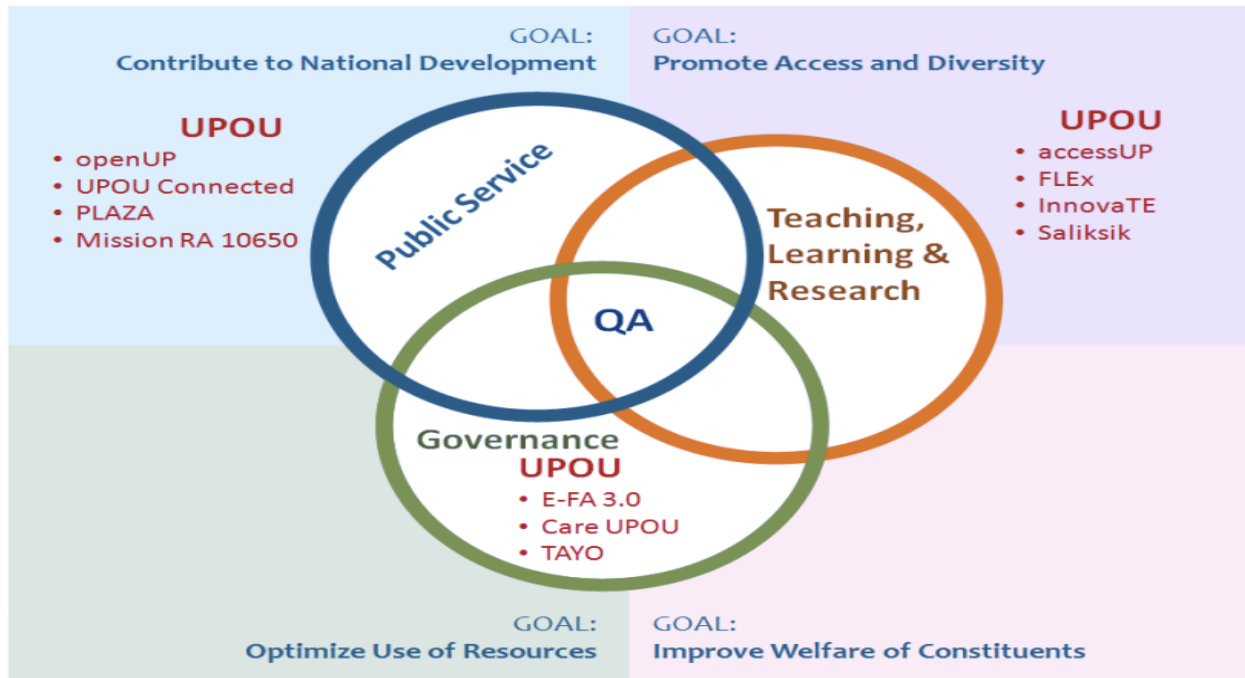 GOAL:
Contribute to National Development
GOAL:
Promote Access and Diversity
UPOU
• openUP
• UPOU Connected
• PLAZA
• Mission RA 10650
Public Service
Teaching,
Learning &
Research
UPOU
• accessUP
• FLEx
• InnovaTE
• Saliksik
QA
Governance
UPOU
• E-FA 3.0
• Care UPOU
• TAYO
GOAL:
Optimize Use of Resources
GOAL:
Improve Welfare of Constituents